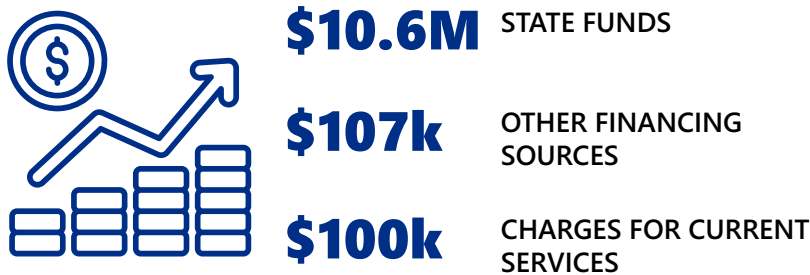 $
$10.6M STATE FUNDS
$107k OTHER FINANCING
SOURCES
$100k CHARGES FOR CURRENT
SERVICES